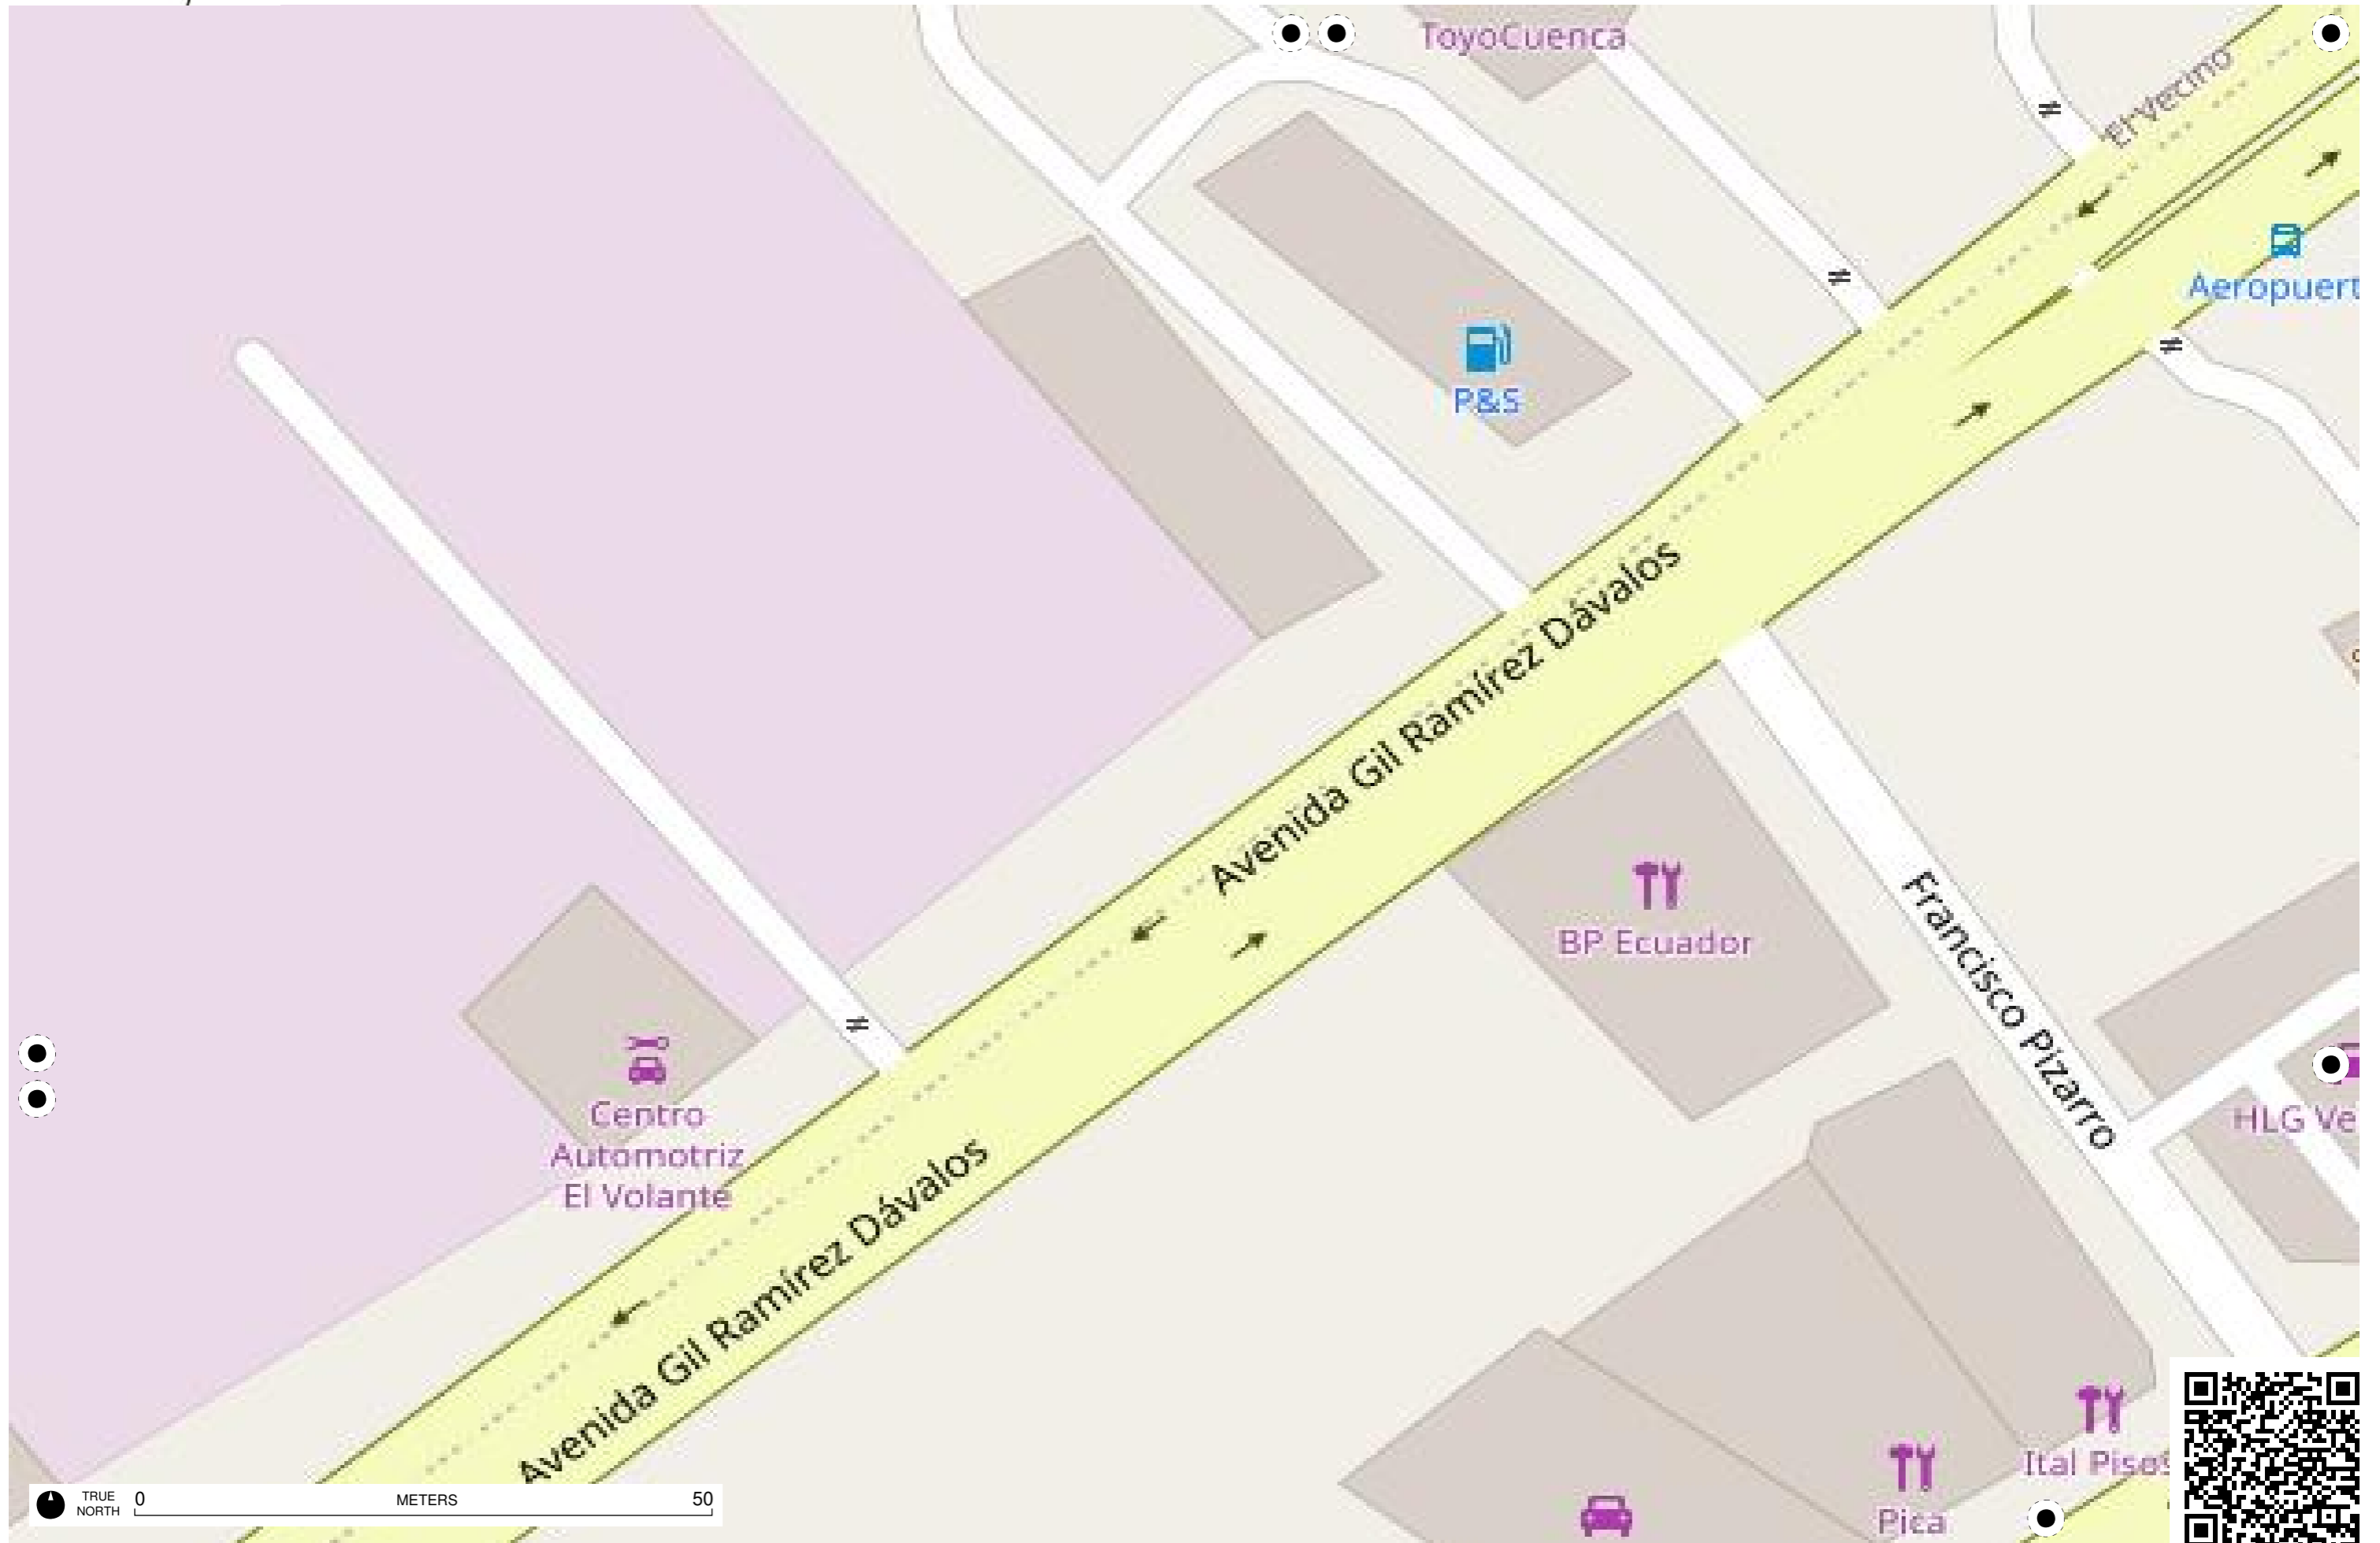 ToyoCuenca
El Vecino
Aeropuert
P&S
Avenida Gil Ramírez Dávalos
BP Ecuador
Francisco Pizarro
Centro
Automotriz
El Volante
HLG Ve
Avenida Gil Ramírez Dávalos
Ital Pisos
Pica
TRUE
NORTH
0 METERS 50